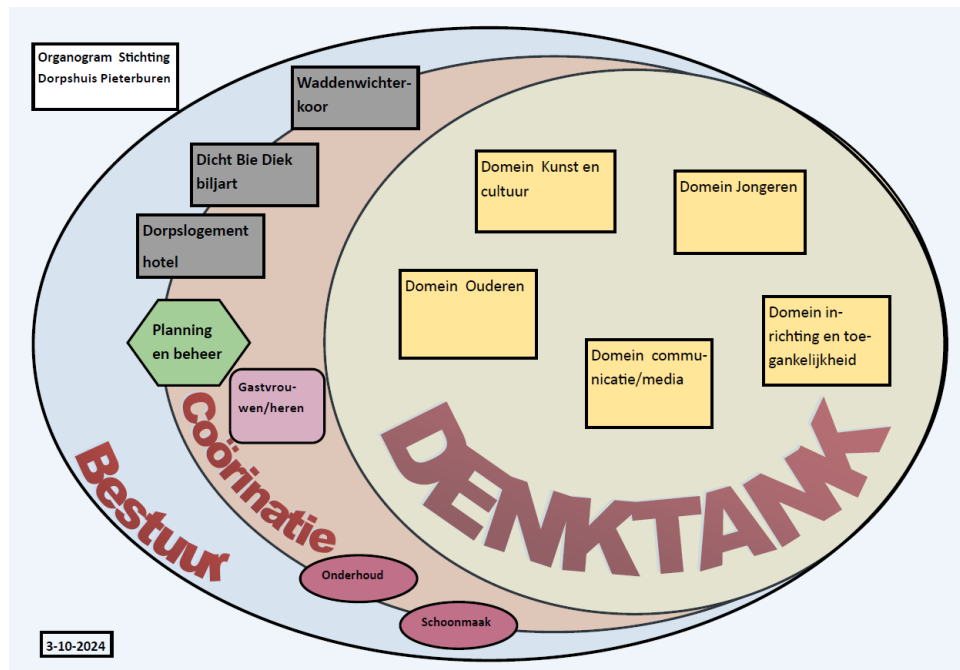 Organogram Stichting
Dorpshuis Pieterburen
Waddenwichter-
koor
Dicht Bie Diek
biljart
Dorpslogement
hotel
Planning
en beheer
Gastvrou-
wen/heren
Domein Kunst en
cultuur
Domein Jongeren
Domein Ouderen
Domein commu-
nicatie/media
Domein in-
richting en toe-
gankelijkheid
DENKTANK
Coörinatie
Bestuur
Onderhoud
Schoonmaak
3-10-2024